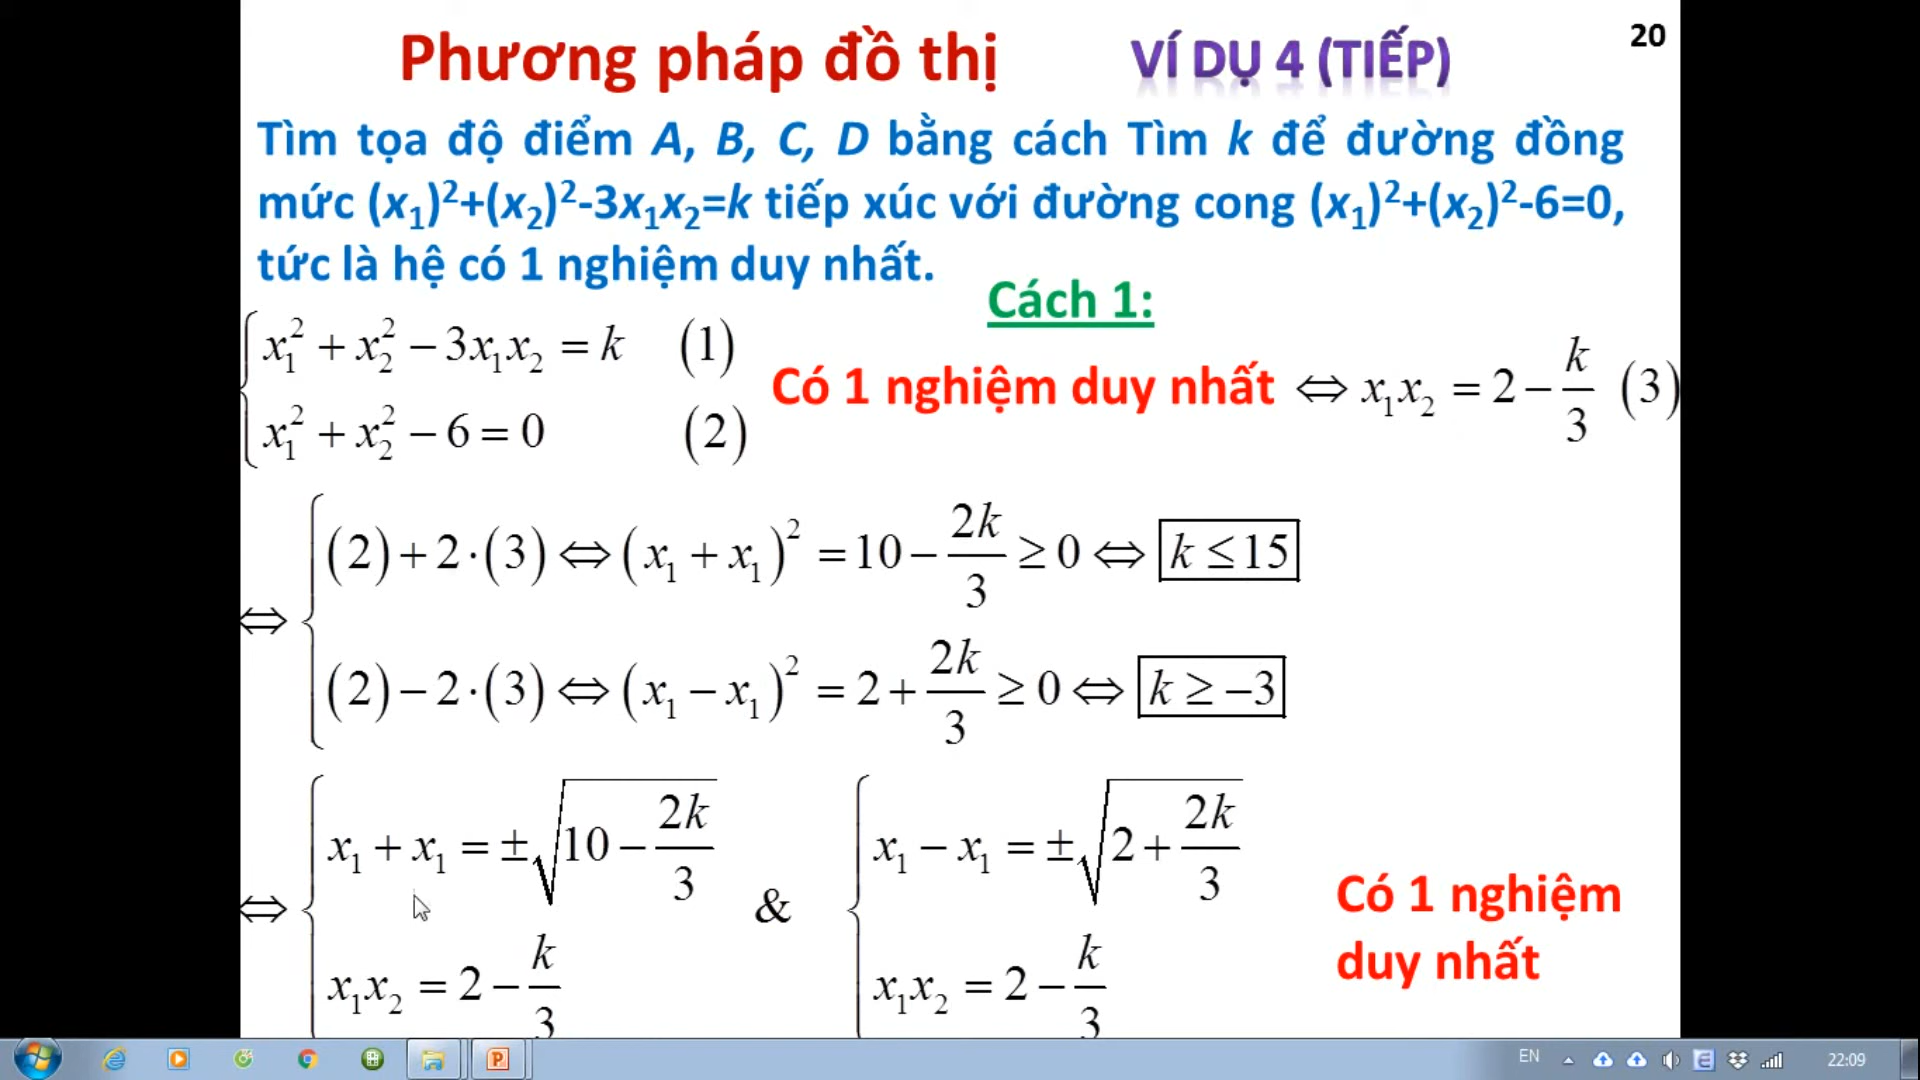 Phương pháp đồ thị VÍ DỤ 4 (TIẾP) 20
Tìm tọa độ điểm A, B, C, D bằng cách Tìm k để đường đồng
mức (x₁)²+(x₂)²-3x₁x₂=k tiếp xúc với đường cong (x₁)²+(x₂)²-6=0,
tức là hệ có 1 nghiệm duy nhất.
Cách 1:
{ x₁² + x₂² − 3x₁x₂ = k (1)
x₁² + x₂² − 6 = 0 (2)
Có 1 nghiệm duy nhất ⇔ x₁x₂ = 2 − k/3 (3)
⇔ { (2) + 2·(3) ⇔ (x₁ + x₁)² = 10 − 2k/3 ≥ 0 ⇔ k ≤ 15
(2) − 2·(3) ⇔ (x₁ − x₁)² = 2 + 2k/3 ≥ 0 ⇔ k ≥ −3
⇔ { x₁ + x₁ = ±√(10 − 2k/3) & { x₁ − x₁ = ±√(2 + 2k/3)
x₁x₂ = 2 − k/3 x₁x₂ = 2 − k/3
Có 1 nghiệm
duy nhất
EN 22:09